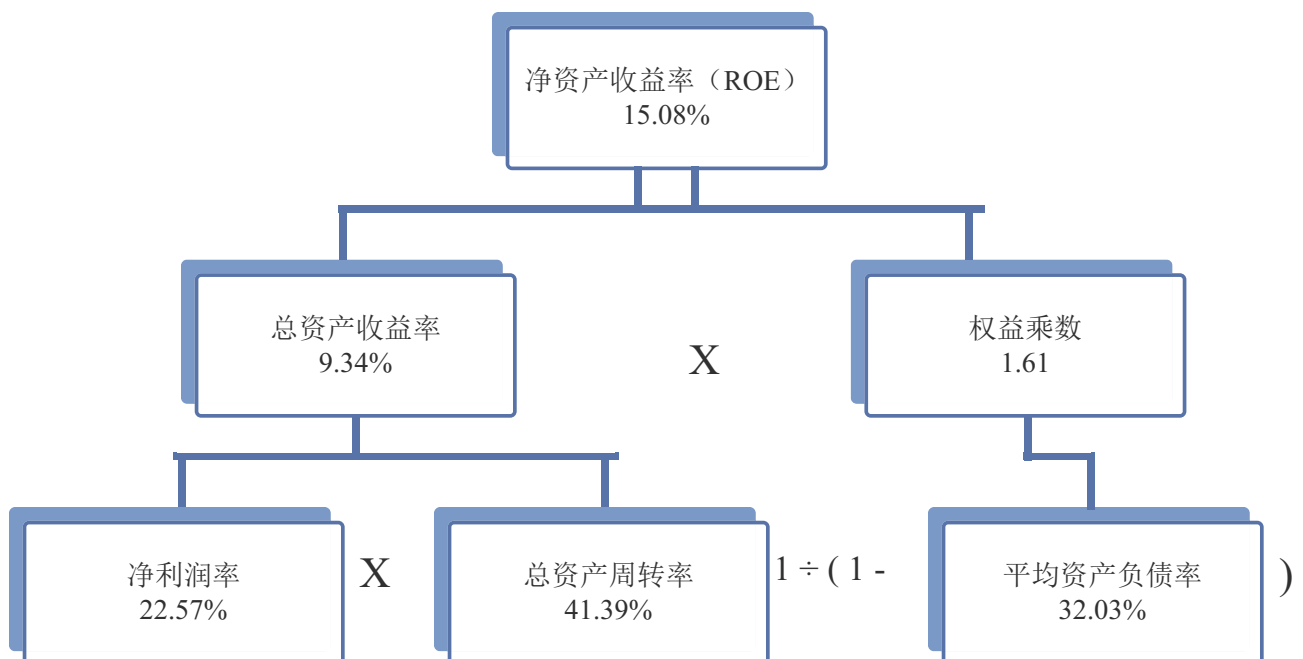 净资产收益率（ROE）
15.08%
总资产收益率
9.34%
X
权益乘数
1.61
净利润率
22.57%
X
总资产周转率
41.39%
1 ÷ ( 1 -
平均资产负债率
32.03%
)